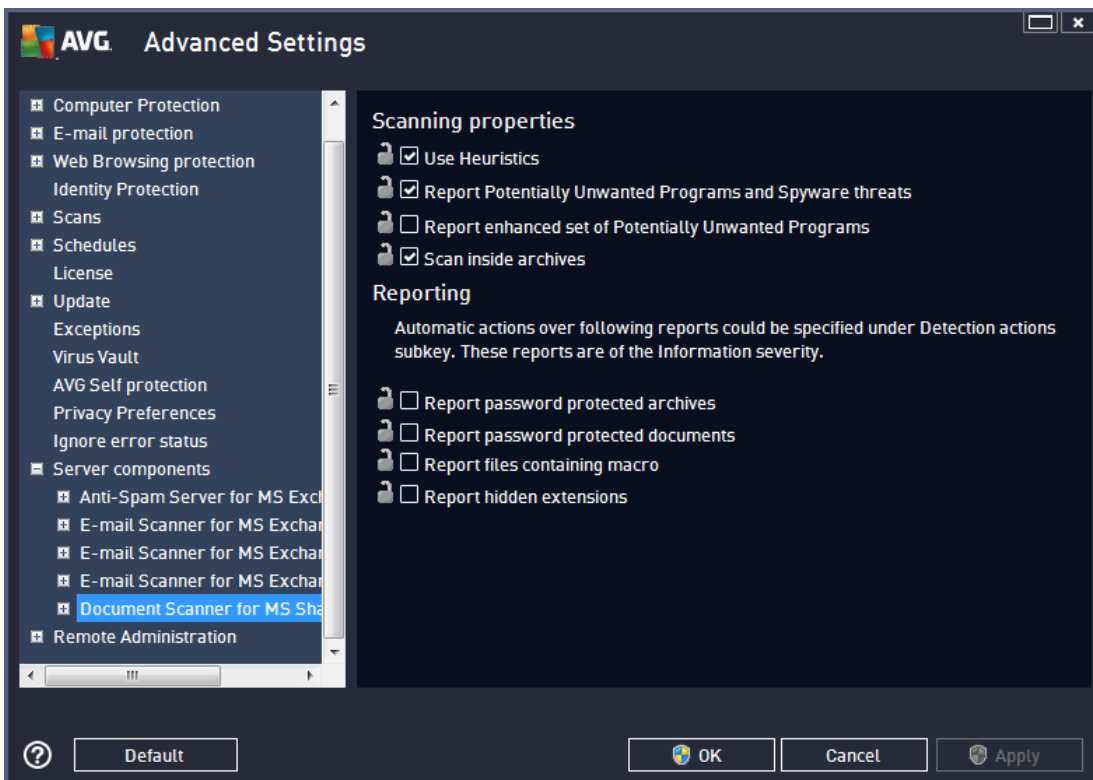 AVG. Advanced Settings
Computer Protection
E-mail protection
Web Browsing protection
Identity Protection
Scans
Schedules
License
Update
Exceptions
Virus Vault
AVG Self protection
Privacy Preferences
Ignore error status
Server components
Anti-Spam Server for MS Exch
E-mail Scanner for MS Exchar
E-mail Scanner for MS Exchar
E-mail Scanner for MS Exchar
Document Scanner for MS Sha
Remote Administration
Scanning properties
Use Heuristics
Report Potentially Unwanted Programs and Spyware threats
Report enhanced set of Potentially Unwanted Programs
Scan inside archives
Reporting
Automatic actions over following reports could be specified under Detection actions
subkey. These reports are of the Information severity.
Report password protected archives
Report password protected documents
Report files containing macro
Report hidden extensions
Default
OK
Cancel
Apply